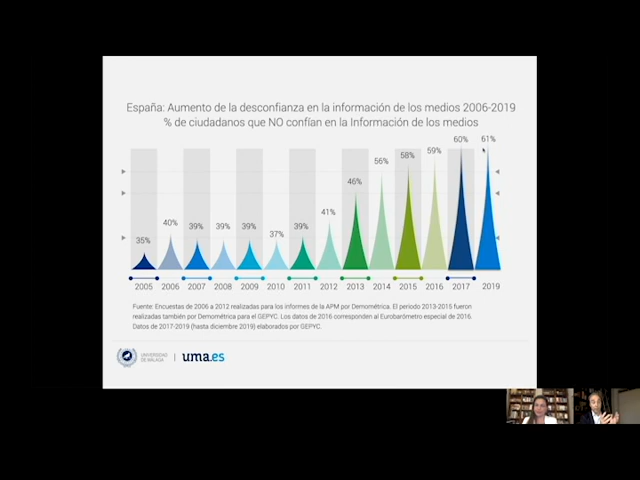 España: Aumento de la desconfianza en la información de los medios 2006-2019
% de ciudadanos que NO confían en la Información de los medios
35%
40%
39%
39%
39%
37%
39%
41%
46%
56%
58%
59%
60%
61%
2005 2006 2007 2008 2009 2010 2011 2012 2013 2014 2015 2016 2017 2019
Fuente: Encuestas de 2006 a 2012 realizadas para los informes de la APM por Demométrica. El período 2013-2015 fueron
realizadas también por Demométrica para el GEPYC. Los datos de 2016 corresponden al Eurobarómetro especial de 2016.
Datos de 2017-2019 (hasta diciembre 2019) elaborados por GEPYC.
UNIVERSIDAD
DE MÁLAGA
uma.es